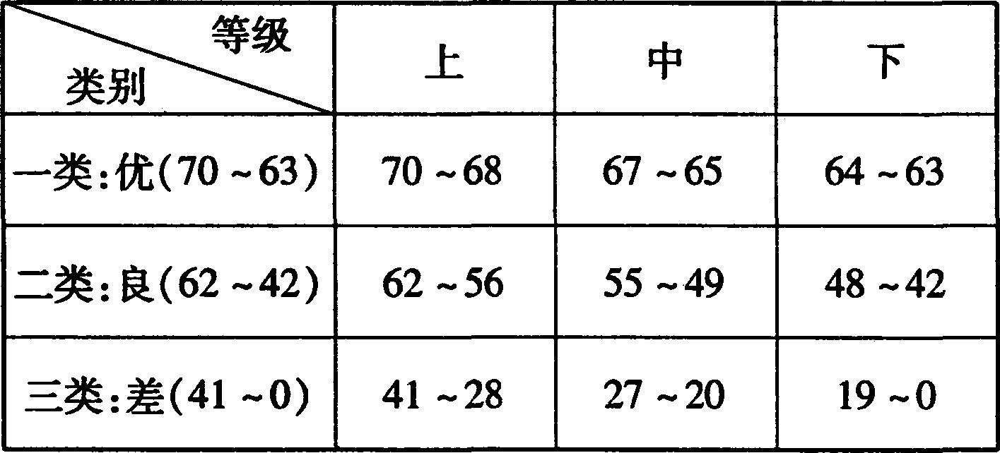 等级
类别
上 中 下
一类:优(70～63) 70～68 67～65 64～63
二类:良(62～42) 62～56 55～49 48～42
三类:差(41～0) 41～28 27～20 19～0